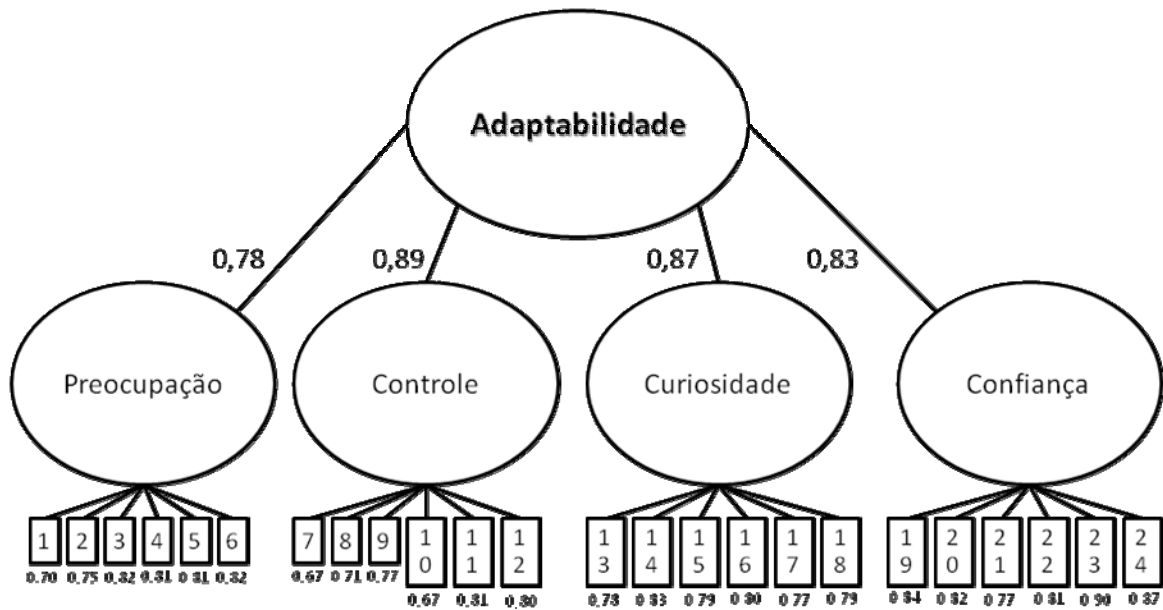 Adaptabilidade
0,78
0,89
0,87
0,83
Preocupação
Controle
Curiosidade
Confiança
1 2 3 4 5 6
7 8 9 10 11 12
13 14 15 16 17 18
19 20 21 22 23 24
0,70 0,75 0,82 0,81 0,81 0,82
0,67 0,71 0,77 0,67 0,81 0,80
0,78 0,83 0,79 0,80 0,77 0,79
0,84 0,82 0,77 0,81 0,90 0,87